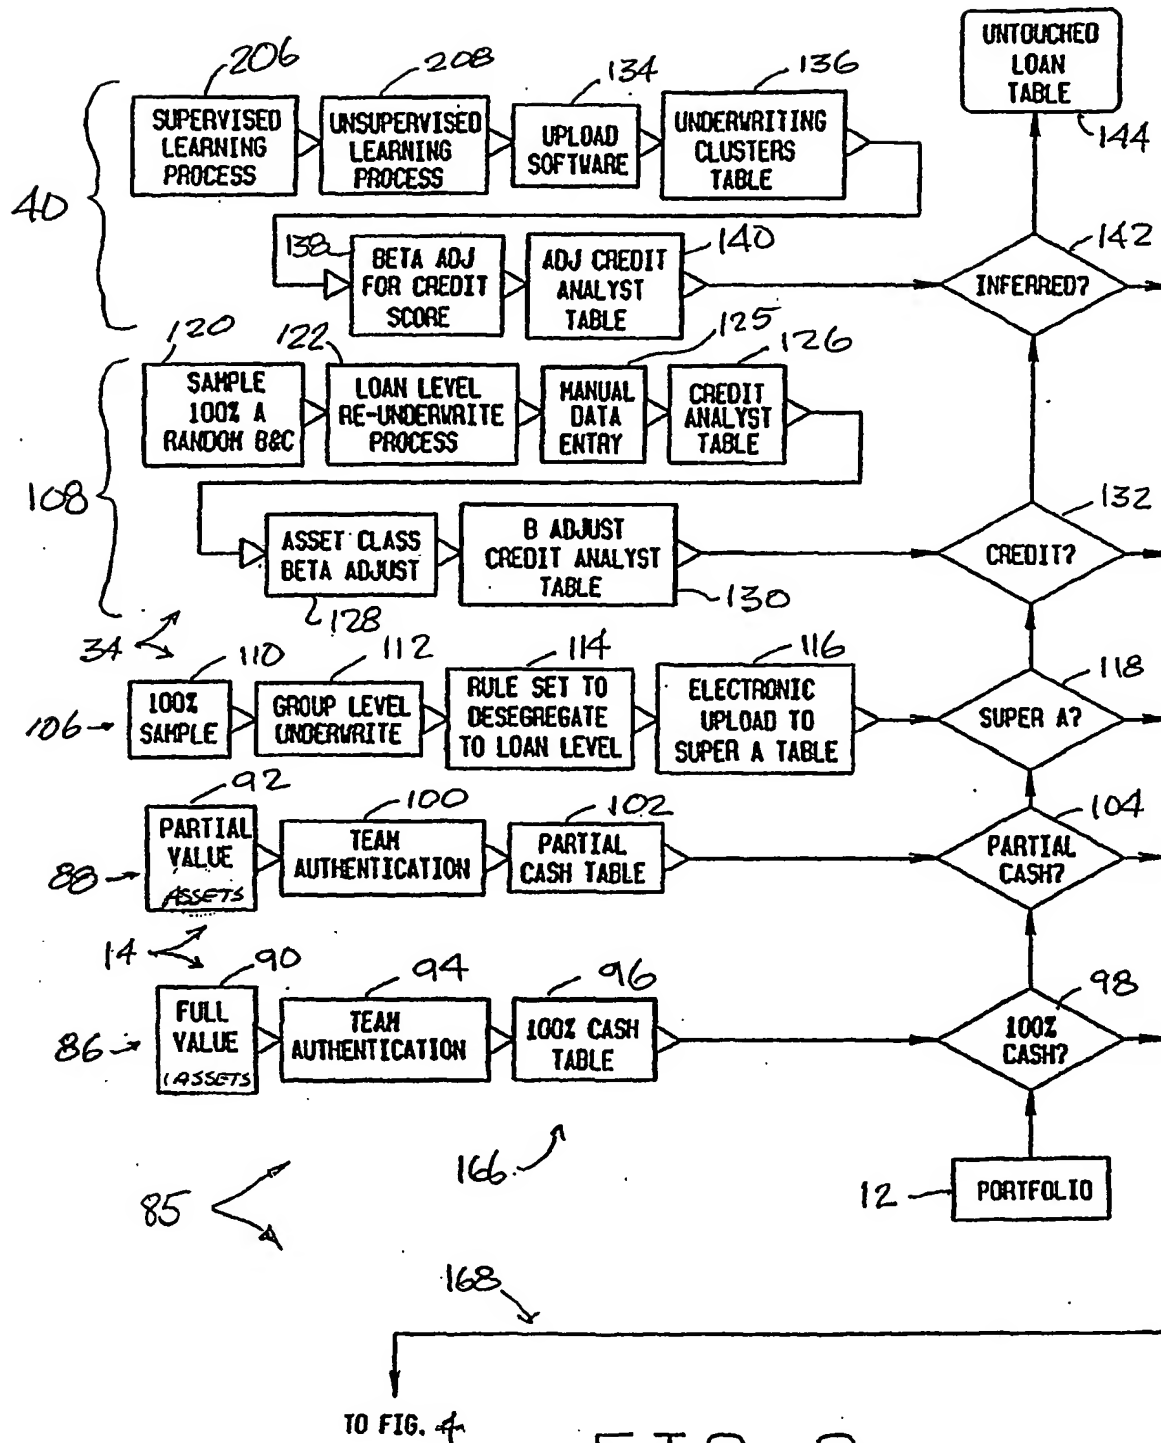 UNTOUCHED
LOAN
TABLE
144
206
208
134
136
SUPERVISED
LEARNING
PROCESS
UNSUPERVISED
LEARNING
PROCESS
UPLOAD
SOFTWARE
UNDERWRITING
CLUSTERS
TABLE
40
138
BETA ADJ
FOR CREDIT
SCORE
140
ADJ CREDIT
ANALYST
TABLE
142
INFERRED?
120
122
125
126
SAMPLE
100% A
RANDOM B&C
LOAN LEVEL
RE-UNDERWRITE
PROCESS
MANUAL
DATA
ENTRY
CREDIT
ANALYST
TABLE
108
ASSET CLASS
BETA ADJUST
128
B ADJUST
CREDIT ANALYST
TABLE
130
132
CREDIT?
34
110
112
114
116
118
106
100%
SAMPLE
GROUP LEVEL
UNDERWRITE
RULE SET TO
DESEGREGATE
TO LOAN LEVEL
ELECTRONIC
UPLOAD TO
SUPER A TABLE
SUPER A?
92
100
102
104
88
PARTIAL
VALUE
ASSETS
TEAM
AUTHENTICATION
PARTIAL
CASH TABLE
PARTIAL
CASH?
14
90
94
96
98
86
FULL
VALUE
ASSETS
TEAM
AUTHENTICATION
100% CASH
TABLE
100%
CASH?
166
85
12
PORTFOLIO
168
TO FIG. 4